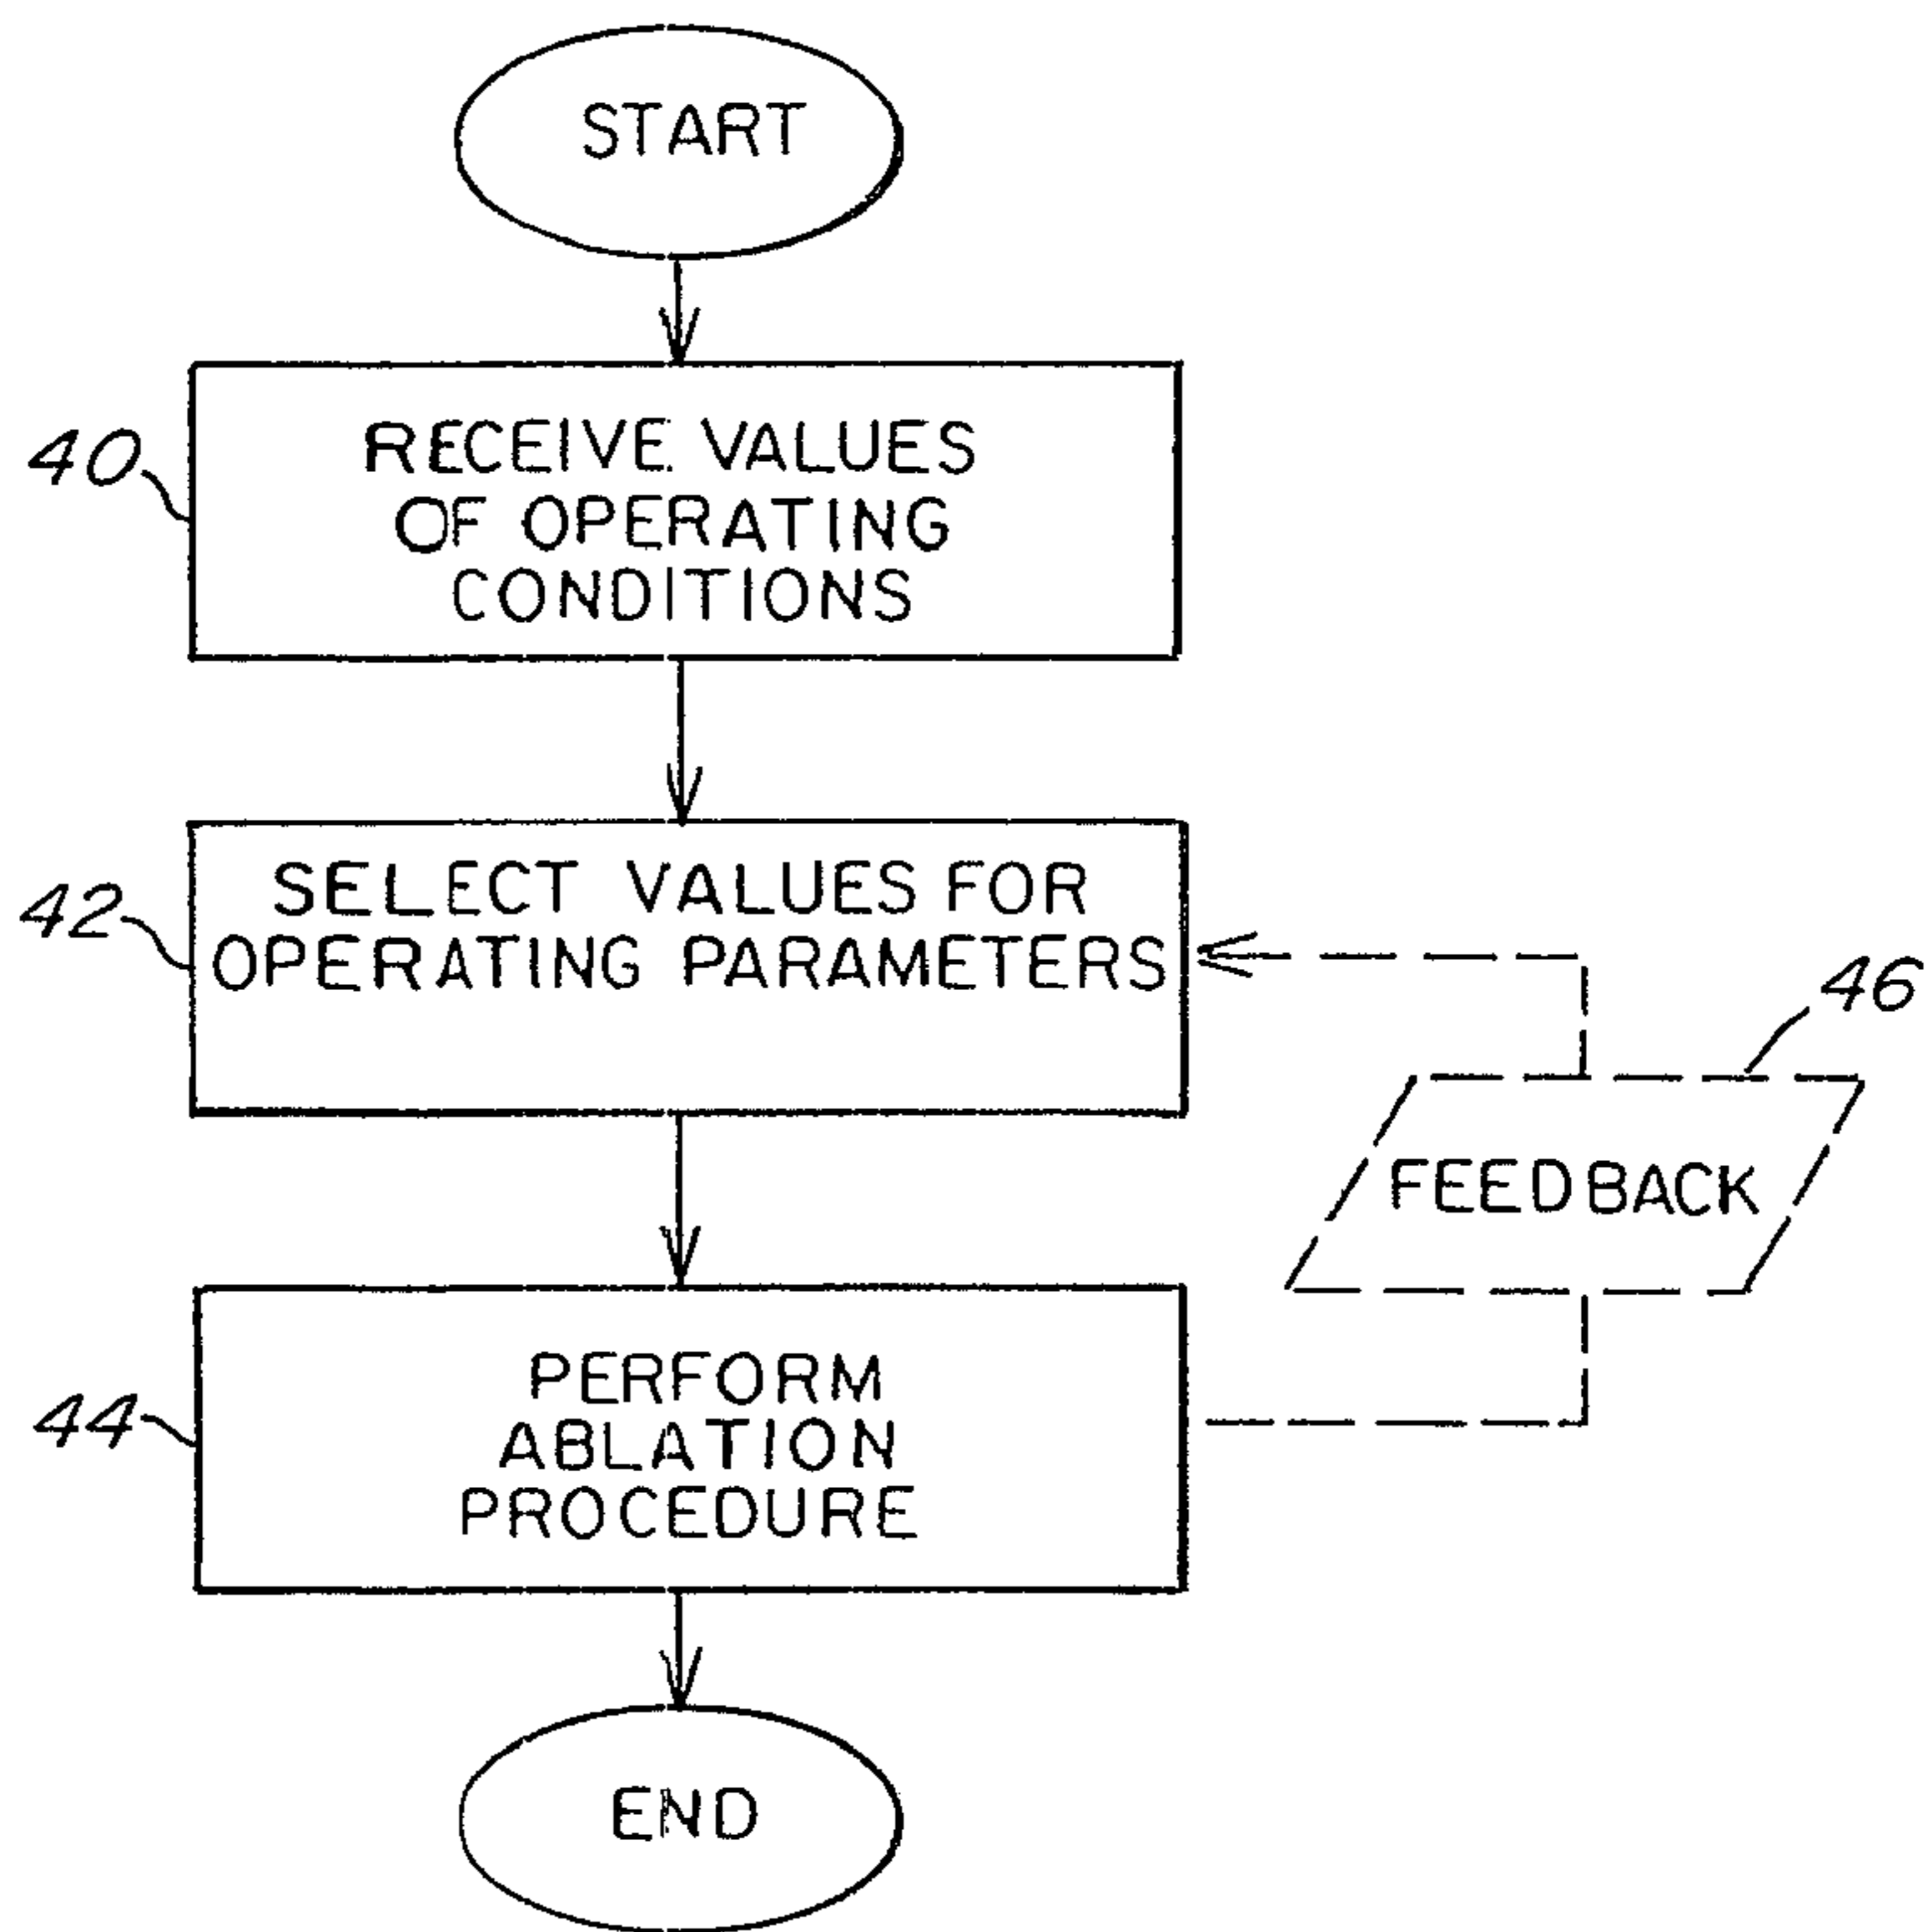 START
40
RECEIVE VALUES
OF OPERATING
CONDITIONS
42
SELECT VALUES FOR
OPERATING PARAMETERS
46
FEEDBACK
44
PERFORM
ABLATION
PROCEDURE
END